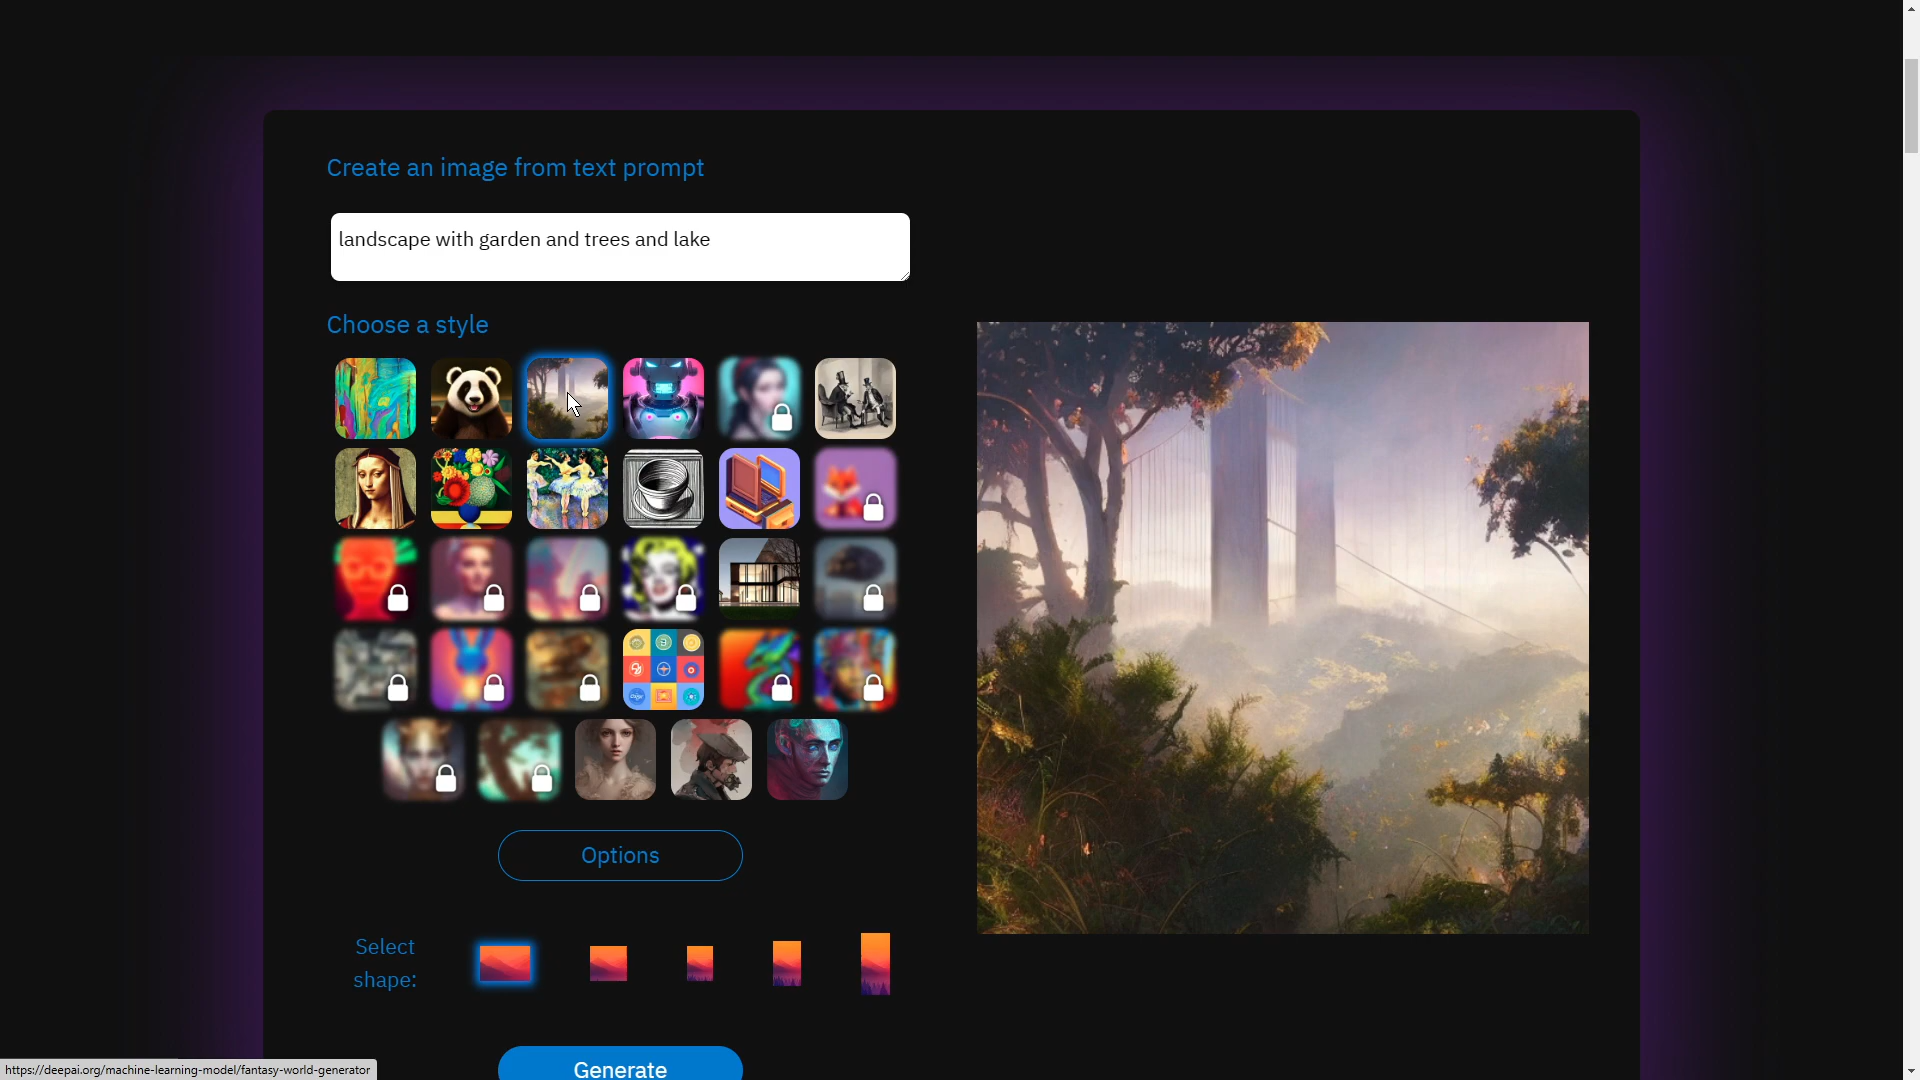 Create an image from text prompt
landscape with garden and trees and lake
Choose a style
Options
Select
shape:
Generate
https://deepai.org/machine-learning-model/fantasy-world-generator